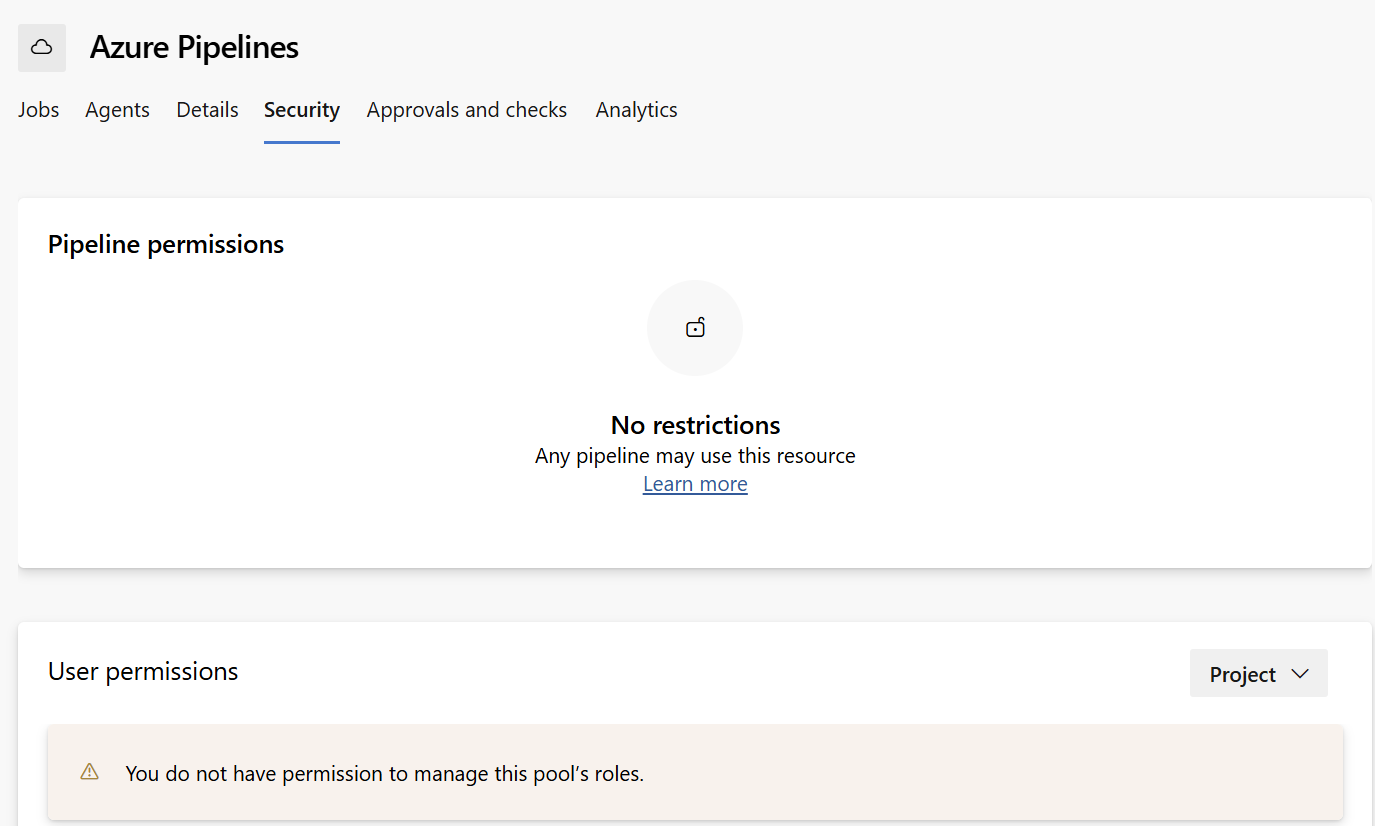 Azure Pipelines
Jobs Agents Details Security Approvals and checks Analytics
Pipeline permissions
No restrictions
Any pipeline may use this resource
Learn more
User permissions
Project
You do not have permission to manage this pool’s roles.